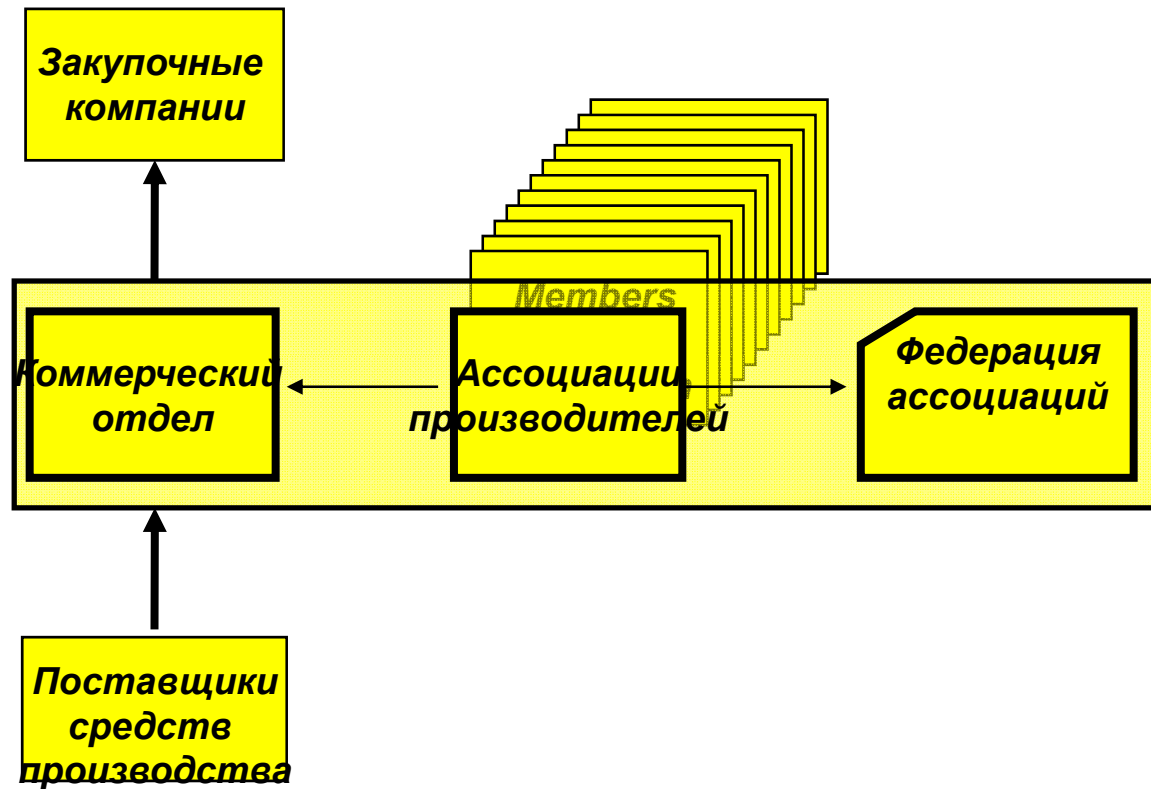 Закупочные
компании
Members
Коммерческий
отдел
Ассоциации
производителей
Федерация
ассоциаций
Поставщики
средств
производства